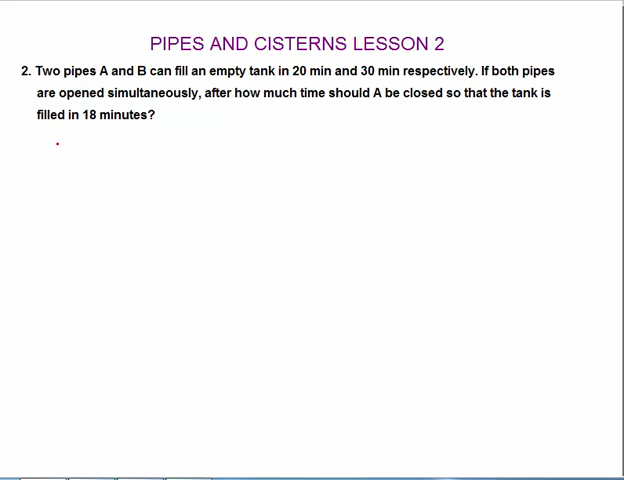 PIPES AND CISTERNS LESSON 2
2. Two pipes A and B can fill an empty tank in 20 min and 30 min respectively. If both pipes
are opened simultaneously, after how much time should A be closed so that the tank is
filled in 18 minutes?